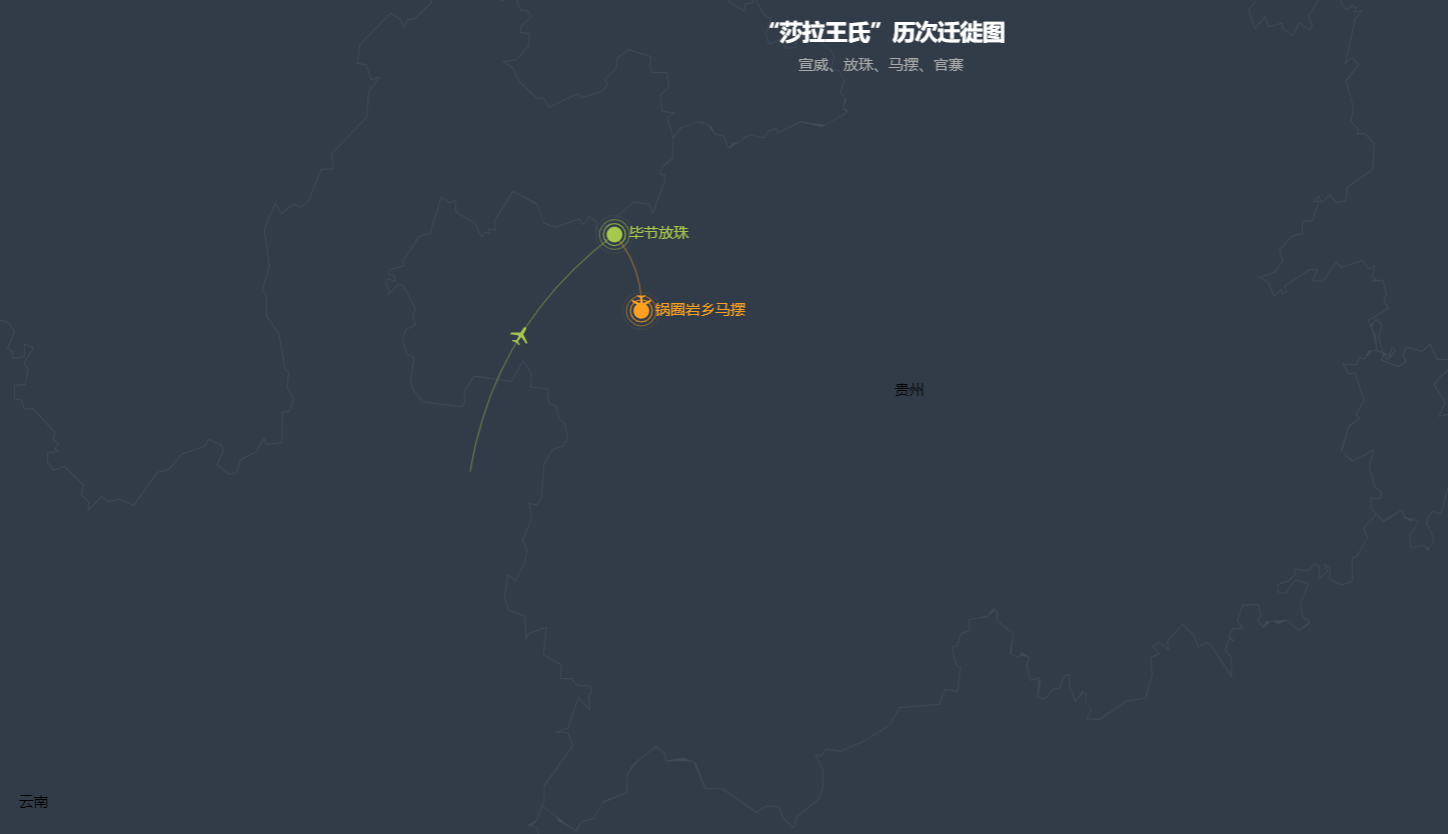 “莎拉王氏”历次迁徙图
宣威、放珠、马摆、官寨
毕节放珠
锅圈岩乡马摆
贵州
云南